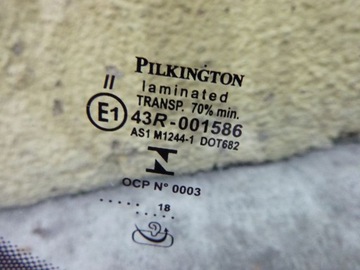 PILKINGTON
II
laminated
TRANSP. 70% min.
E1
43R-001586
AS1 M1244-1 DOT682
OCP N° 0003
...... 18 ..